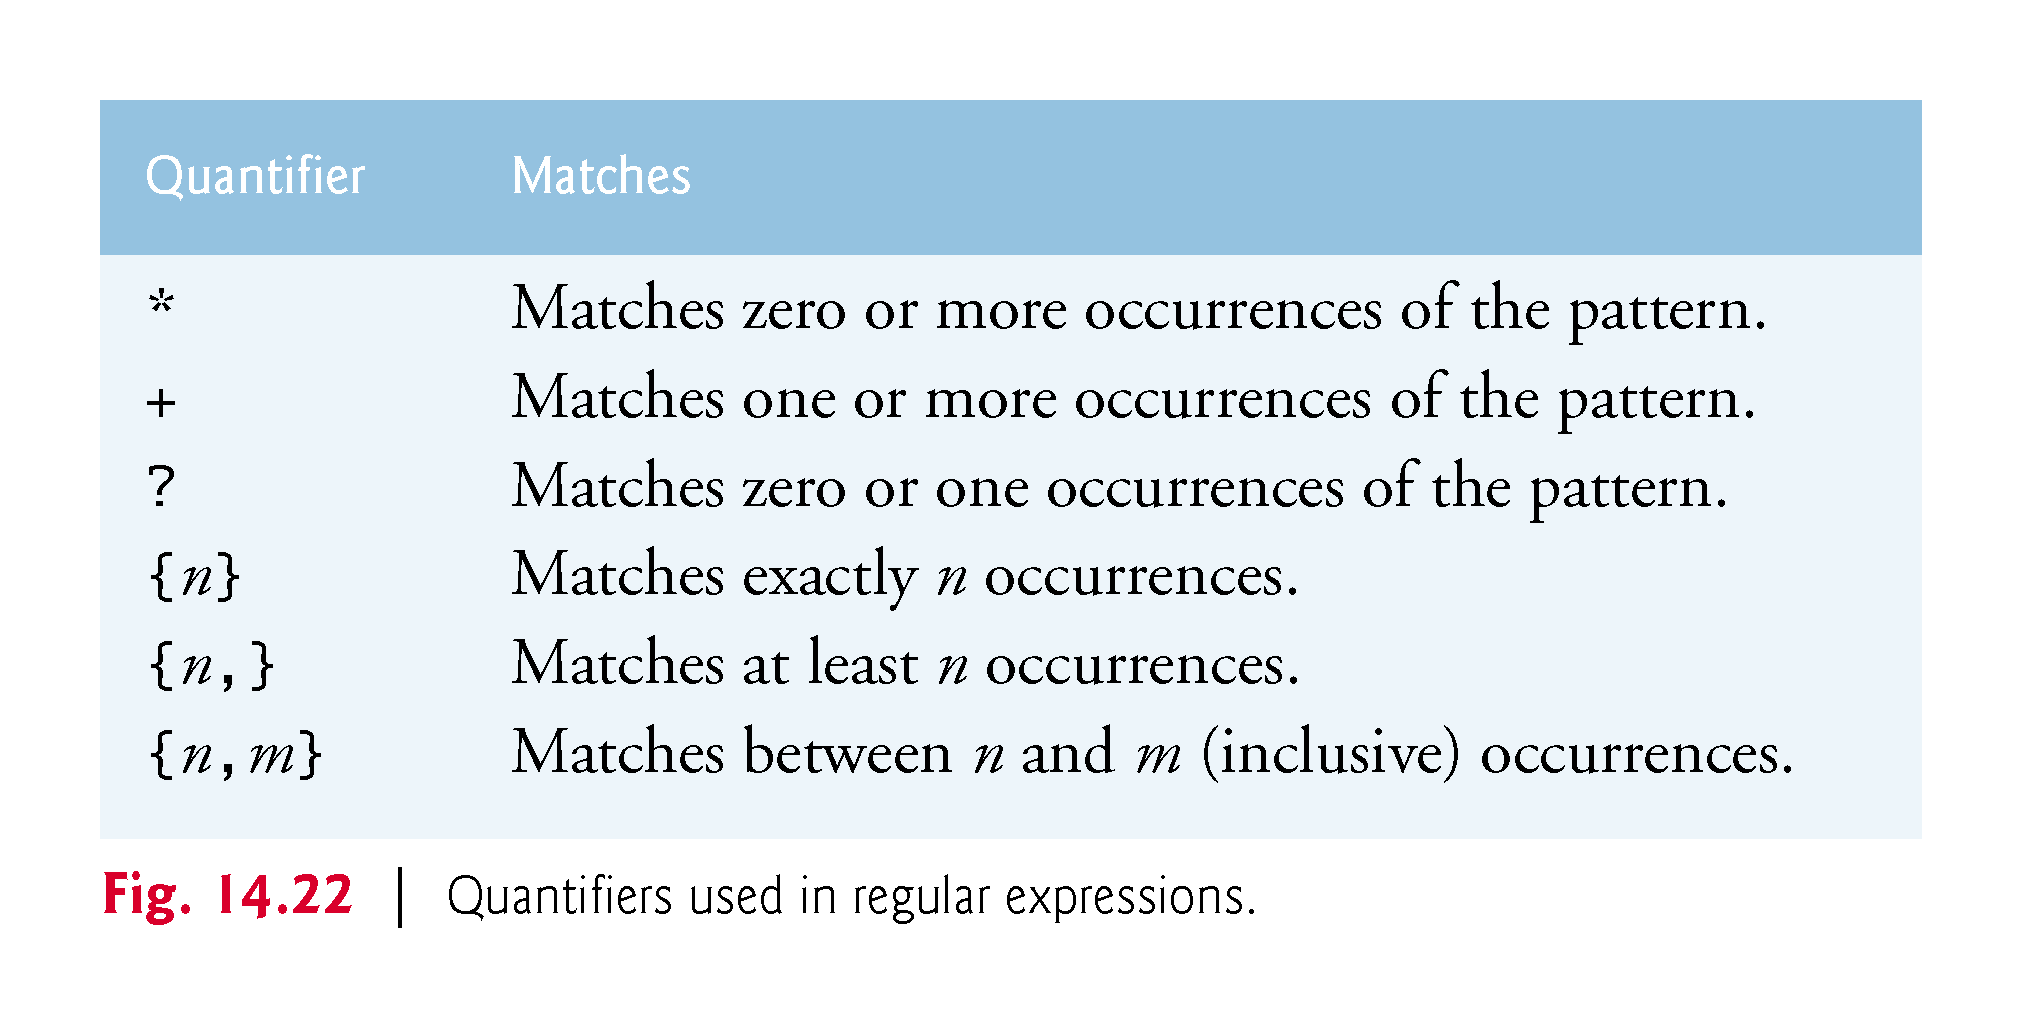 Quantifier Matches
* Matches zero or more occurrences of the pattern.
+ Matches one or more occurrences of the pattern.
? Matches zero or one occurrences of the pattern.
{n} Matches exactly n occurrences.
{n,} Matches at least n occurrences.
{n,m} Matches between n and m (inclusive) occurrences.
Fig. 14.22 | Quantifiers used in regular expressions.